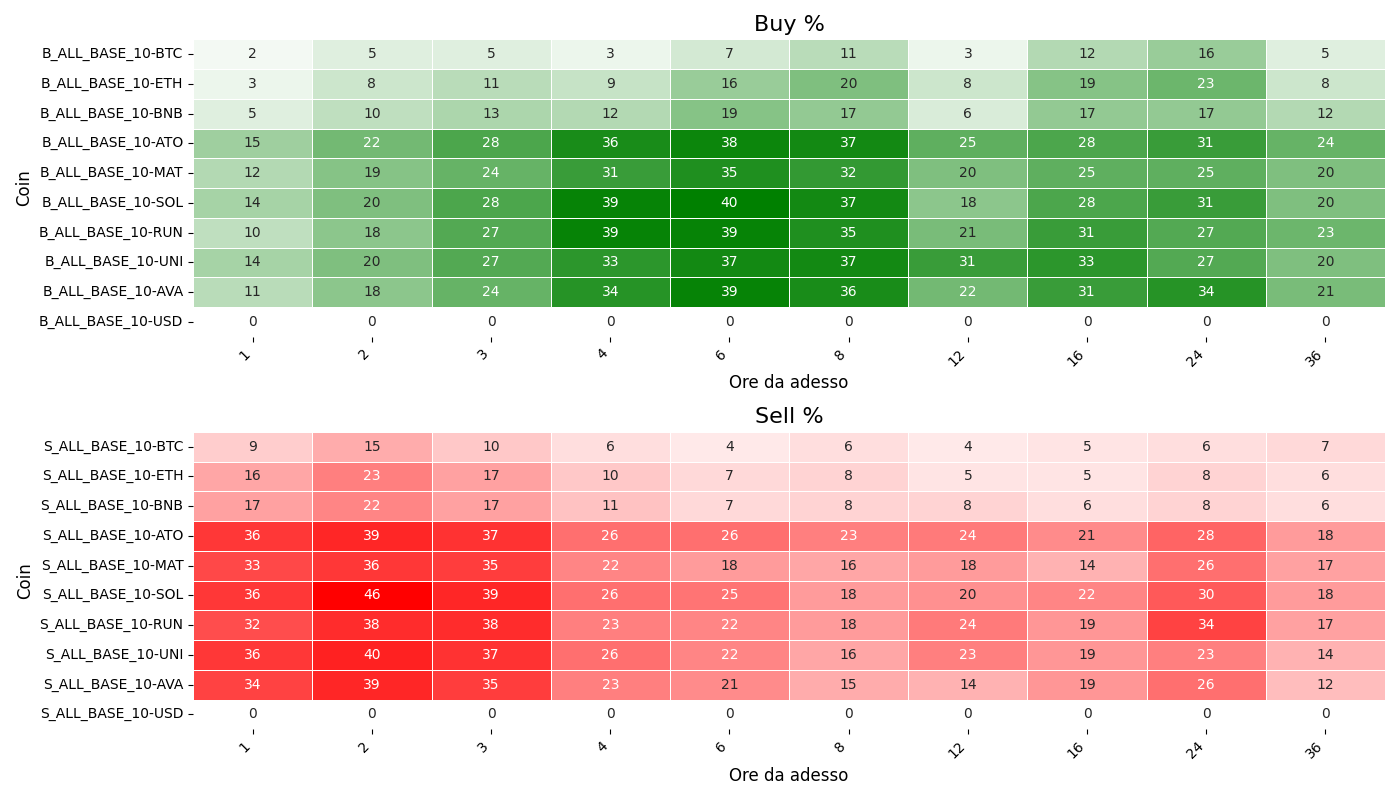 Buy %
Coin
B_ALL_BASE_10-BTC 2 5 5 3 7 11 3 12 16 5
B_ALL_BASE_10-ETH 3 8 11 9 16 20 8 19 23 8
B_ALL_BASE_10-BNB 5 10 13 12 19 17 6 17 17 12
B_ALL_BASE_10-ATO 15 22 28 36 38 37 25 28 31 24
B_ALL_BASE_10-MAT 12 19 24 31 35 32 20 25 25 20
B_ALL_BASE_10-SOL 14 20 28 39 40 37 18 28 31 20
B_ALL_BASE_10-RUN 10 18 27 39 39 35 21 31 27 23
B_ALL_BASE_10-UNI 14 20 27 33 37 37 31 33 27 20
B_ALL_BASE_10-AVA 11 18 24 34 39 36 22 31 34 21
B_ALL_BASE_10-USD 0 0 0 0 0 0 0 0 0 0
1 2 3 4 6 8 12 16 24 36
Ore da adesso
Sell %
Coin
S_ALL_BASE_10-BTC 9 15 10 6 4 6 4 5 6 7
S_ALL_BASE_10-ETH 16 23 17 10 7 8 5 5 8 6
S_ALL_BASE_10-BNB 17 22 17 11 7 8 8 6 8 6
S_ALL_BASE_10-ATO 36 39 37 26 26 23 24 21 28 18
S_ALL_BASE_10-MAT 33 36 35 22 18 16 18 14 26 17
S_ALL_BASE_10-SOL 36 46 39 26 25 18 20 22 30 18
S_ALL_BASE_10-RUN 32 38 38 23 22 18 24 19 34 17
S_ALL_BASE_10-UNI 36 40 37 26 22 16 23 19 23 14
S_ALL_BASE_10-AVA 34 39 35 23 21 15 14 19 26 12
S_ALL_BASE_10-USD 0 0 0 0 0 0 0 0 0 0
1 2 3 4 6 8 12 16 24 36
Ore da adesso